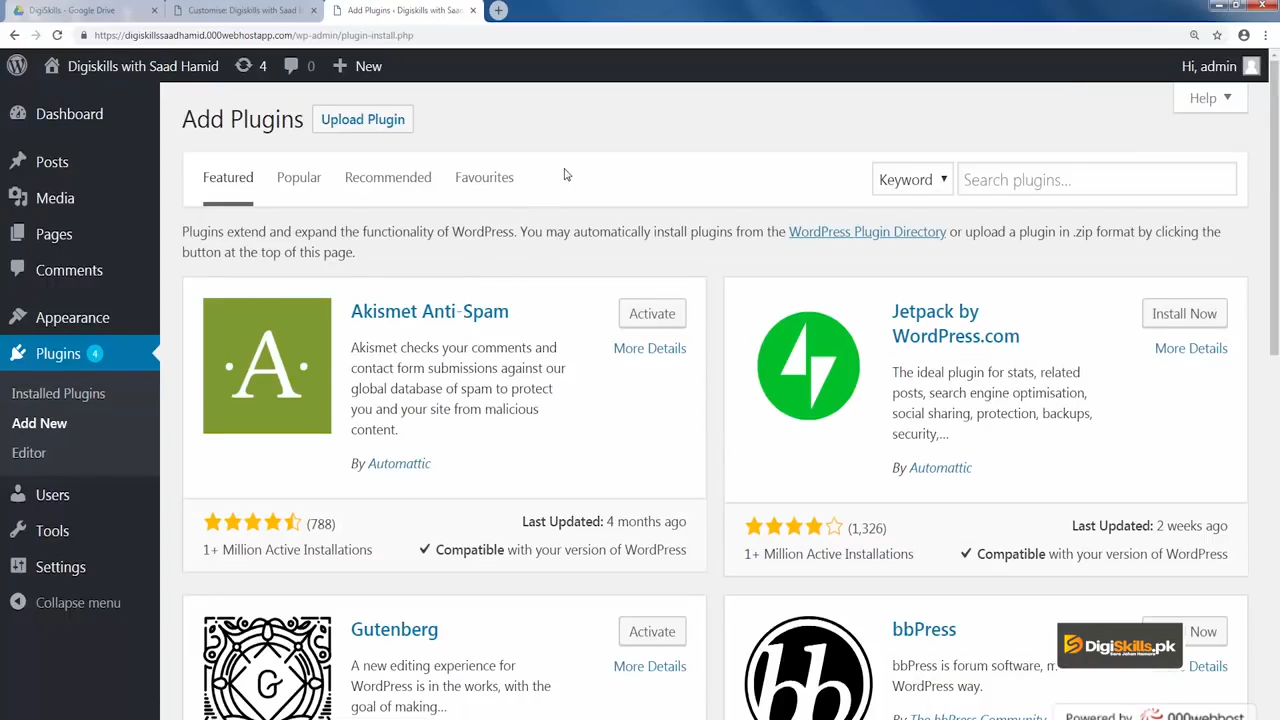 DigiSkills - Google Drive
Customise: Digiskills with Saad
Add Plugins ‹ Digiskills with Saa
https://digiskillssaadhamid.000webhostapp.com/wp-admin/plugin-install.php
Digiskills with Saad Hamid 4 0 New
Hi, admin
Dashboard
Posts
Media
Pages
Comments
Appearance
Plugins 4
Installed Plugins
Add New
Editor
Users
Tools
Settings
Collapse menu
Help
Add Plugins Upload Plugin
Featured Popular Recommended Favourites
Keyword Search plugins...
Plugins extend and expand the functionality of WordPress. You may automatically install plugins from the WordPress Plugin Directory or upload a plugin in .zip format by clicking the
button at the top of this page.
A
Akismet Anti-Spam
Activate
More Details
Akismet checks your comments and
contact form submissions against our
global database of spam to protect
you and your site from malicious
content.
By Automattic
(788)
Last Updated: 4 months ago
1+ Million Active Installations
Compatible with your version of WordPress
Jetpack by
WordPress.com
Install Now
More Details
The ideal plugin for stats, related
posts, search engine optimisation,
social sharing, protection, backups,
security,...
By Automattic
(1,326)
Last Updated: 2 weeks ago
1+ Million Active Installations
Compatible with your version of WordPress
G
Gutenberg
Activate
More Details
A new editing experience for
WordPress is in the works, with the
goal of making...
bb
bbPress
Now
Details
bbPress is forum software,
WordPress way.
By The bbPress Community
DigiSkills.pk
Powered by 000webhost